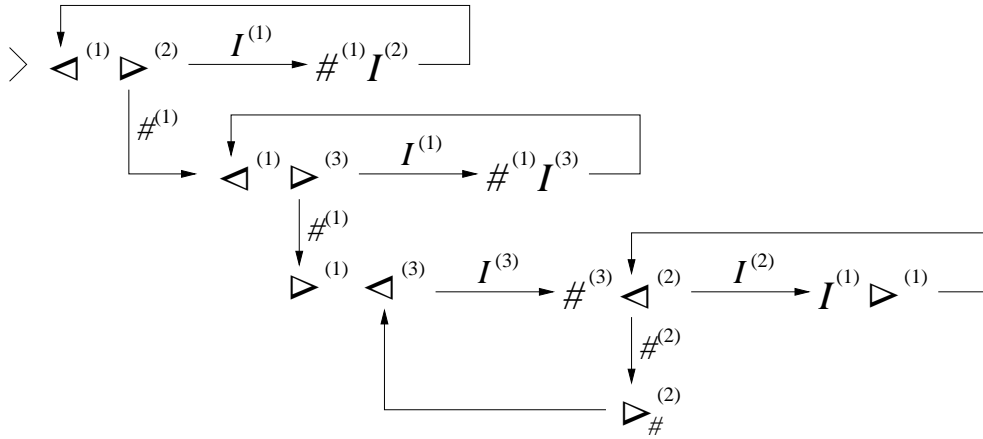 > ◁^(1) ▷^(2) I^(1) #^(1) I^(2)
#^(1)
◁^(1) ▷^(3) I^(1) #^(1) I^(3)
#^(1)
▷^(1) ◁^(3) I^(3) #^(3) ◁^(2) I^(2) I^(1) ▷^(1)
#^(2)
▷_#^(2)